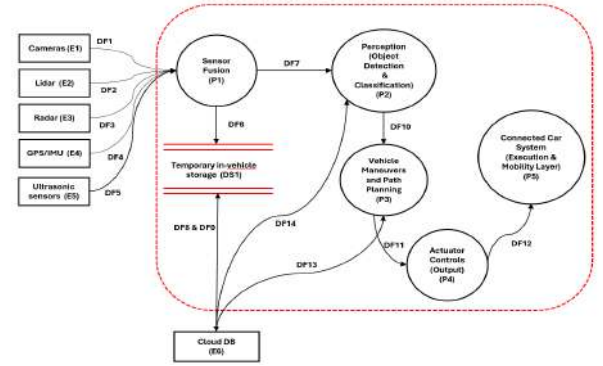 Cameras (E1)
DF1
Lidar (E2)
DF2
Radar (E3)
DF3
GPS/IMU (E4)
DF4
Ultrasonic
sensors (E5)
DF5
Sensor
Fusion
(P1)
DF7
Perception
(Object
Detection
&
Classification)
(P2)
DF6
DF10
Temporary in-vehicle
storage (DS1)
Vehicle
Maneuvers
and Path
Planning
(P3)
Connected Car
System
(Execution &
Mobility Layer)
(P5)
DF8 & DF9
DF14
DF13
DF11
Actuator
Controls
(Output)
(P4)
DF12
Cloud DB
(E6)